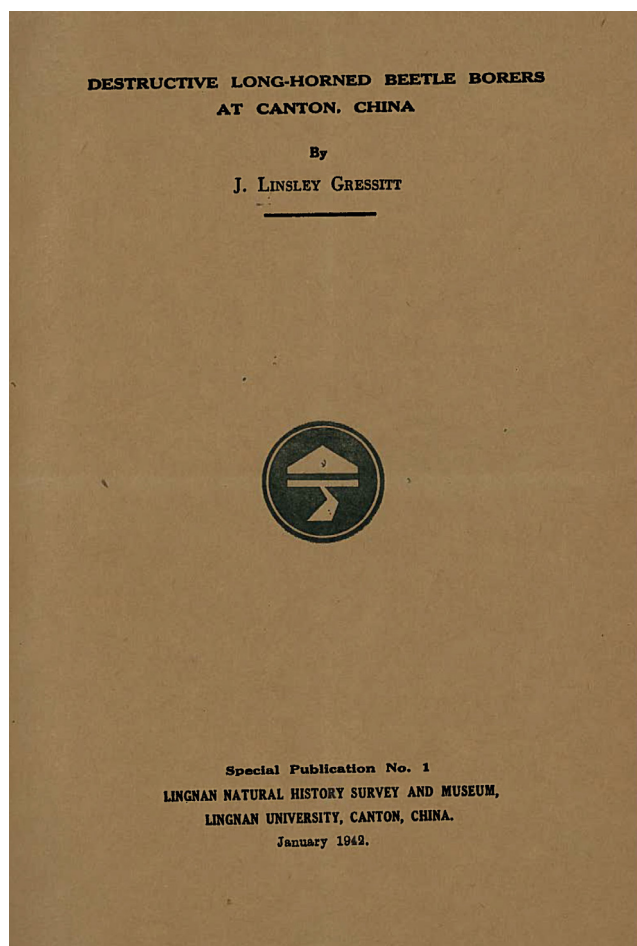 DESTRUCTIVE LONG-HORNED BEETLE BORERS
AT CANTON, CHINA
By
J. LINSLEY GRESSITT
Special Publication No. 1
LINGNAN NATURAL HISTORY SURVEY AND MUSEUM,
LINGNAN UNIVERSITY, CANTON, CHINA.
January 1942.